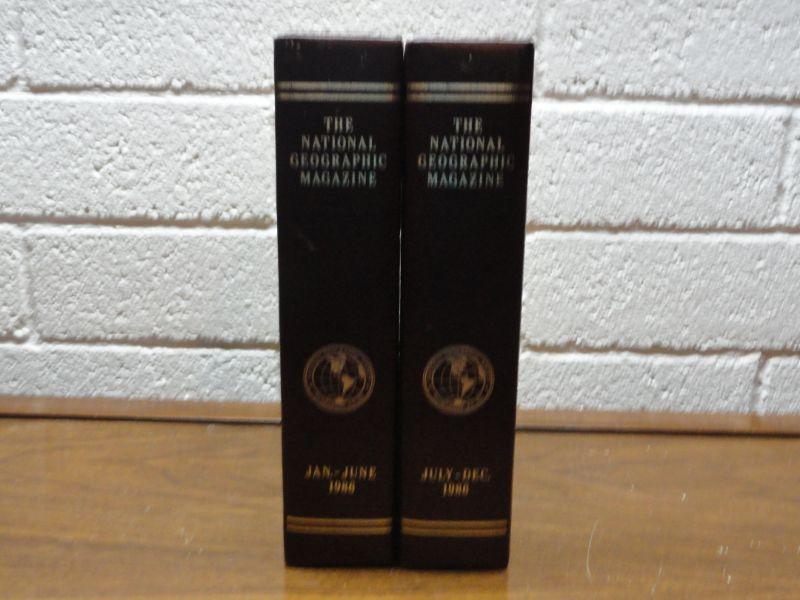 THE
NATIONAL
GEOGRAPHIC
MAGAZINE
JAN.-JUNE
1986
THE
NATIONAL
GEOGRAPHIC
MAGAZINE
JULY-DEC.
1986